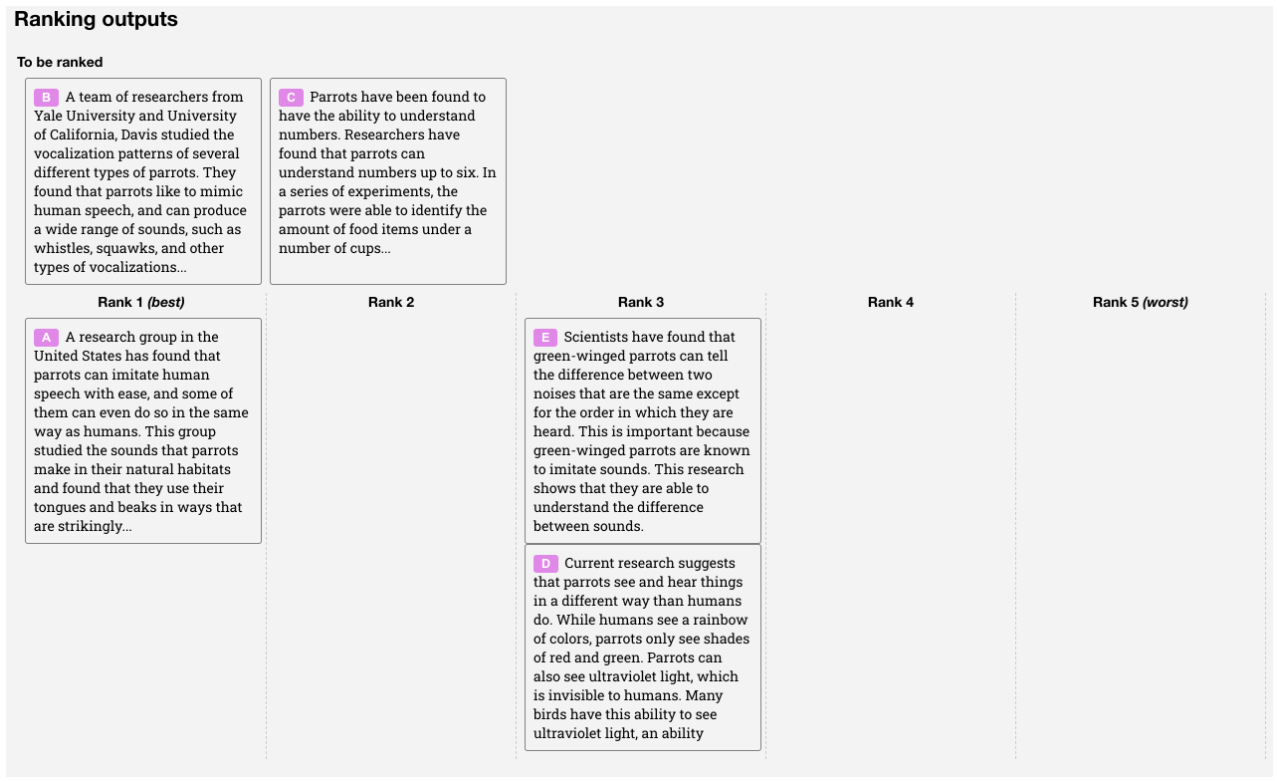 Ranking outputs
To be ranked
B A team of researchers from
Yale University and University
of California, Davis studied the
vocalization patterns of several
different types of parrots. They
found that parrots like to mimic
human speech, and can produce
a wide range of sounds, such as
whistles, squawks, and other
types of vocalizations...
C Parrots have been found to
have the ability to understand
numbers. Researchers have
found that parrots can
understand numbers up to six. In
a series of experiments, the
parrots were able to identify the
amount of food items under a
number of cups...
Rank 1 (best)
Rank 2
Rank 3
Rank 4
Rank 5 (worst)
A A research group in the
United States has found that
parrots can imitate human
speech with ease, and some of
them can even do so in the same
way as humans. This group
studied the sounds that parrots
make in their natural habitats
and found that they use their
tongues and beaks in ways that
are strikingly...
E Scientists have found that
green-winged parrots can tell
the difference between two
noises that are the same except
for the order in which they are
heard. This is important because
green-winged parrots are known
to imitate sounds. This research
shows that they are able to
understand the difference
between sounds.
D Current research suggests
that parrots see and hear things
in a different way than humans
do. While humans see a rainbow
of colors, parrots only see shades
of red and green. Parrots can
also see ultraviolet light, which
is invisible to humans. Many
birds have this ability to see
ultraviolet light, an ability